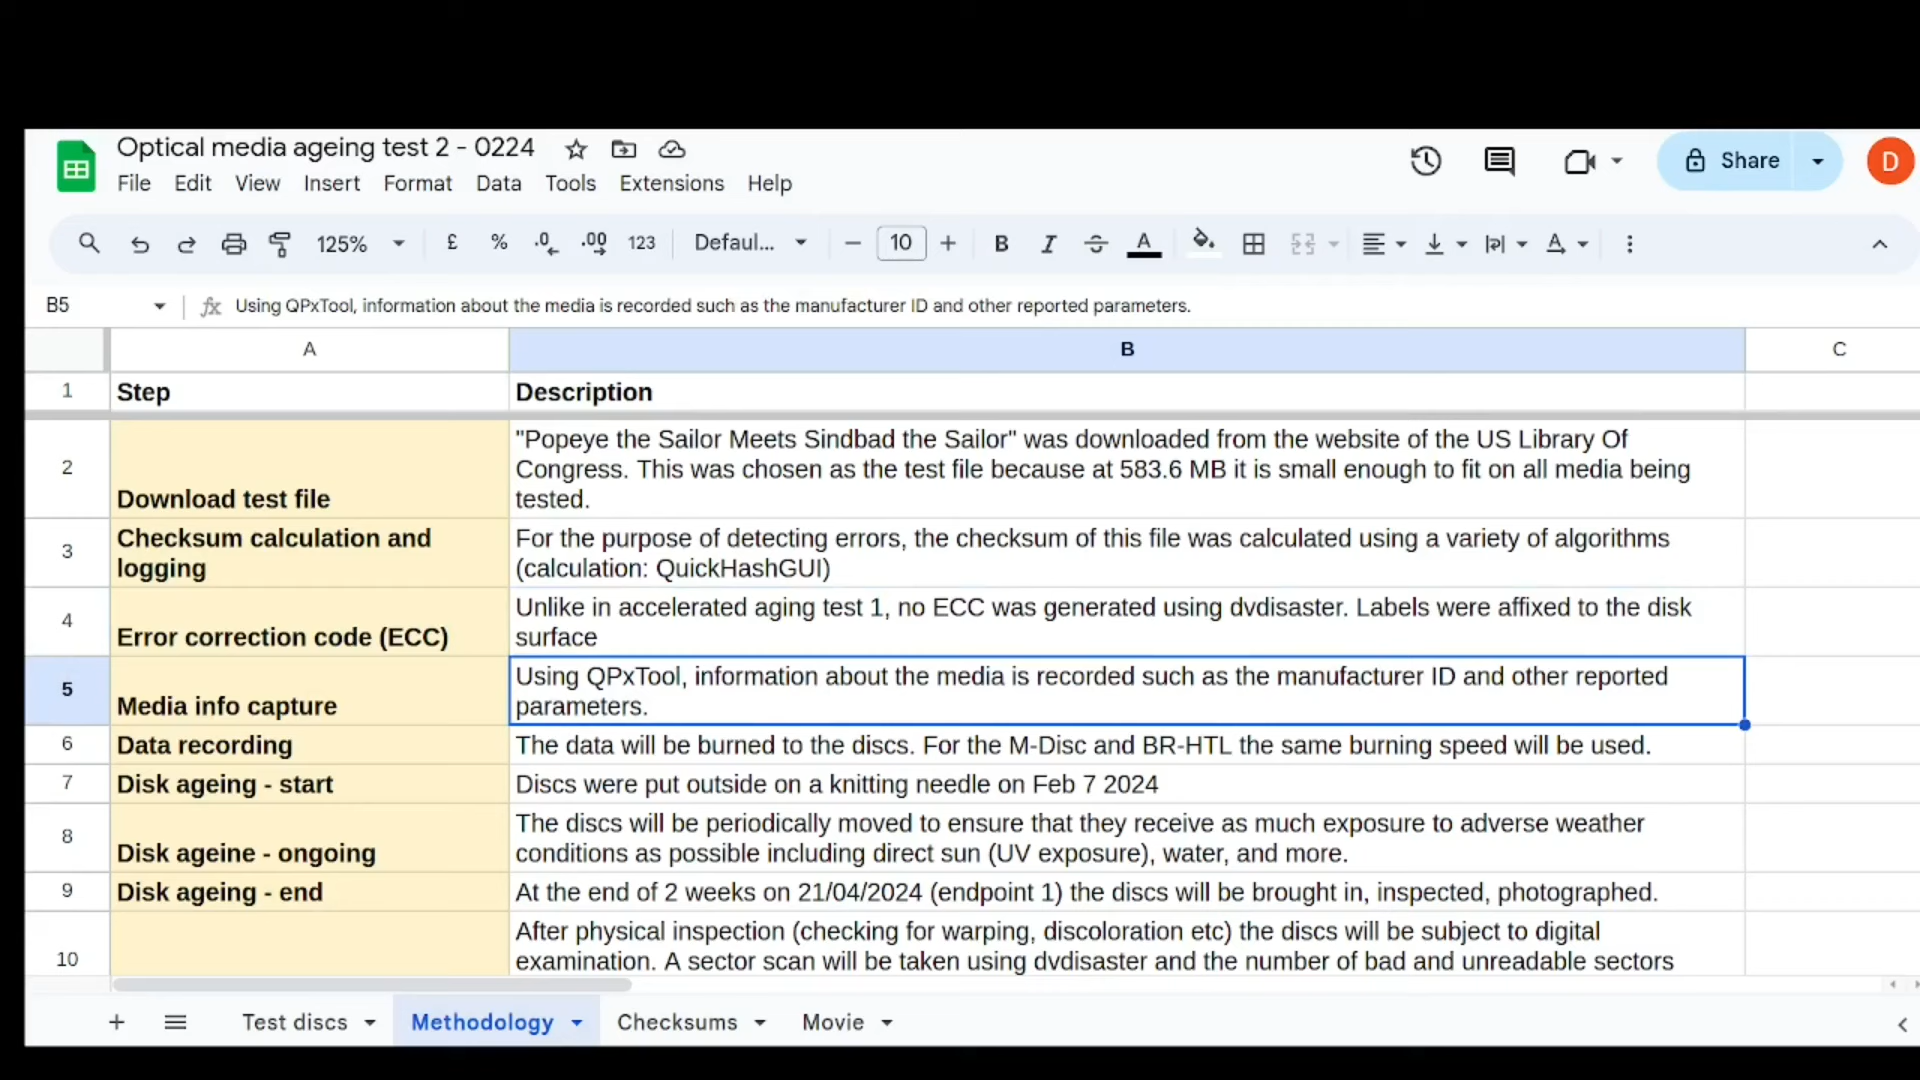 Optical media ageing test 2 - 0224
File Edit View Insert Format Data Tools Extensions Help
Share
D
125% £ % .0 .00 123 Defaul... 10 B I A A
B5 fx Using QPxTool, information about the media is recorded such as the manufacturer ID and other reported parameters.
A B C
1 Step Description
"Popeye the Sailor Meets Sindbad the Sailor" was downloaded from the website of the US Library Of
2 Congress. This was chosen as the test file because at 583.6 MB it is small enough to fit on all media being
Download test file tested.
Checksum calculation and For the purpose of detecting errors, the checksum of this file was calculated using a variety of algorithms
3 logging (calculation: QuickHashGUI)
Unlike in accelerated aging test 1, no ECC was generated using dvdisaster. Labels were affixed to the disk
4 Error correction code (ECC) surface
Using QPxTool, information about the media is recorded such as the manufacturer ID and other reported
5 Media info capture parameters.
6 Data recording The data will be burned to the discs. For the M-Disc and BR-HTL the same burning speed will be used.
7 Disk ageing - start Discs were put outside on a knitting needle on Feb 7 2024
The discs will be periodically moved to ensure that they receive as much exposure to adverse weather
8 Disk ageine - ongoing conditions as possible including direct sun (UV exposure), water, and more.
9 Disk ageing - end At the end of 2 weeks on 21/04/2024 (endpoint 1) the discs will be brought in, inspected, photographed.
After physical inspection (checking for warping, discoloration etc) the discs will be subject to digital
10 examination. A sector scan will be taken using dvdisaster and the number of bad and unreadable sectors
Test discs Methodology Checksums Movie